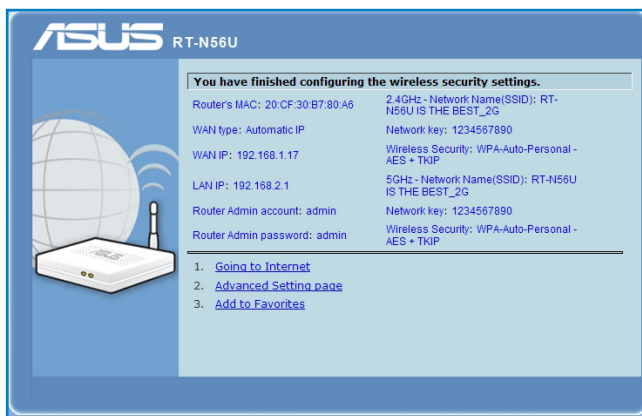 ASUS RT-N56U
You have finished configuring the wireless security settings.
Router's MAC: 20:CF:30:B7:80:A6
2.4GHz - Network Name(SSID): RT-
N56U IS THE BEST_2G
WAN type: Automatic IP
Network key: 1234567890
WAN IP: 192.168.1.17
Wireless Security: WPA-Auto-Personal -
AES + TKIP
LAN IP: 192.168.2.1
5GHz - Network Name(SSID): RT-N56U
IS THE BEST_2G
Router Admin account: admin
Network key: 1234567890
Router Admin password: admin
Wireless Security: WPA-Auto-Personal -
AES + TKIP
1. Going to Internet
2. Advanced Setting page
3. Add to Favorites
ASUS